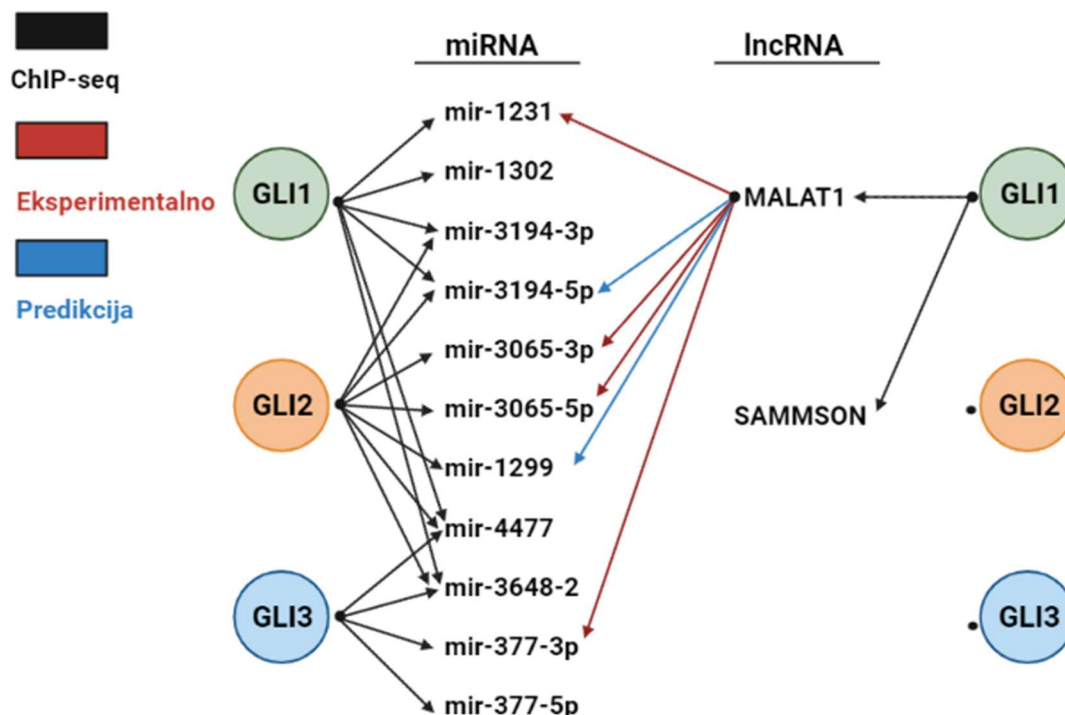 ChIP-seq
Eksperimentalno
Predikcija
miRNA
lncRNA
GLI1
GLI2
GLI3
mir-1231
mir-1302
mir-3194-3p
mir-3194-5p
mir-3065-3p
mir-3065-5p
mir-1299
mir-4477
mir-3648-2
mir-377-3p
mir-377-5p
MALAT1
SAMMSON
GLI1
GLI2
GLI3